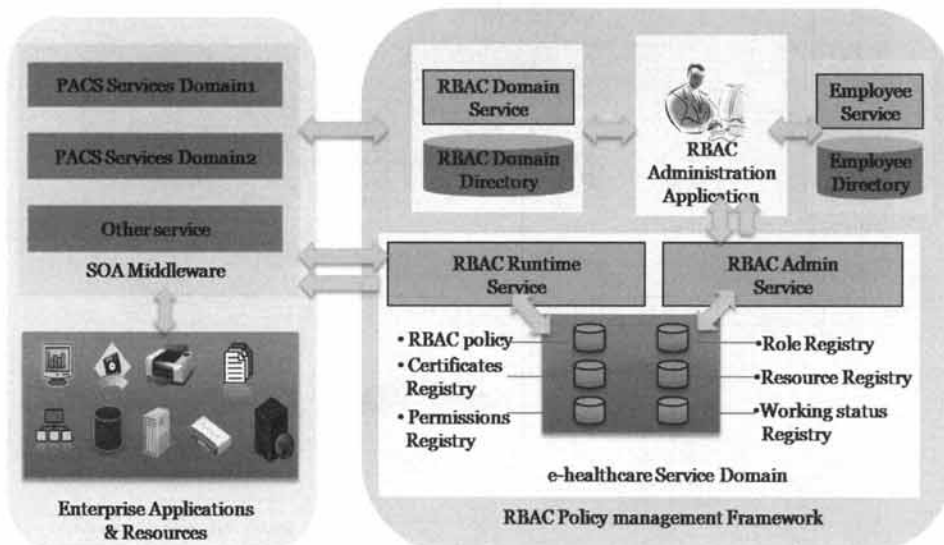 PACS Services Domain1
PACS Services Domain2
Other service
SOA Middleware
Enterprise Applications
& Resources
RBAC Domain
Service
RBAC Domain
Directory
RBAC
Administration
Application
Employee
Service
Employee
Directory
RBAC Runtime
Service
RBAC Admin
Service
• RBAC policy
• Certificates
Registry
• Permissions
Registry
• Role Registry
• Resource Registry
• Working status
Registry
e-healthcare Service Domain
RBAC Policy management Framework